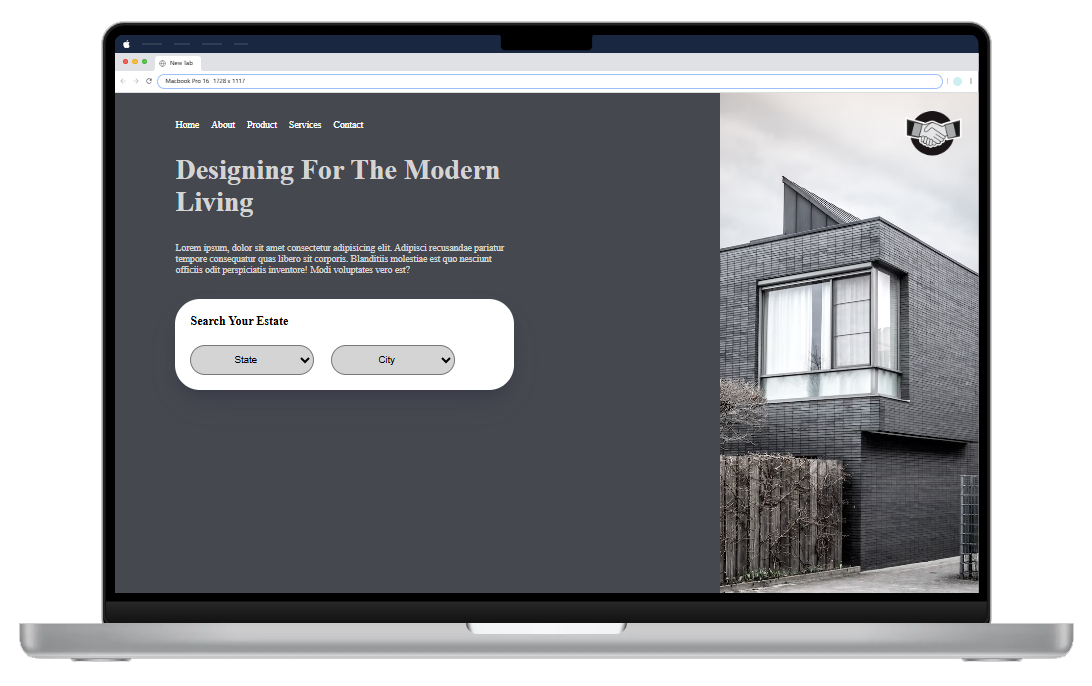 New tab
Macbook Pro 16 1728 x 1117
Home About Product Services Contact
Designing For The Modern
Living
Lorem ipsum, dolor sit amet consectetur adipisicing elit. Adipisci recusandae pariatur
tempore consequatur quas libero sit corporis. Blanditiis molestiae est quo nesciunt
officiis odit perspiciatis inventore! Modi voluptates vero est?
Search Your Estate
State City